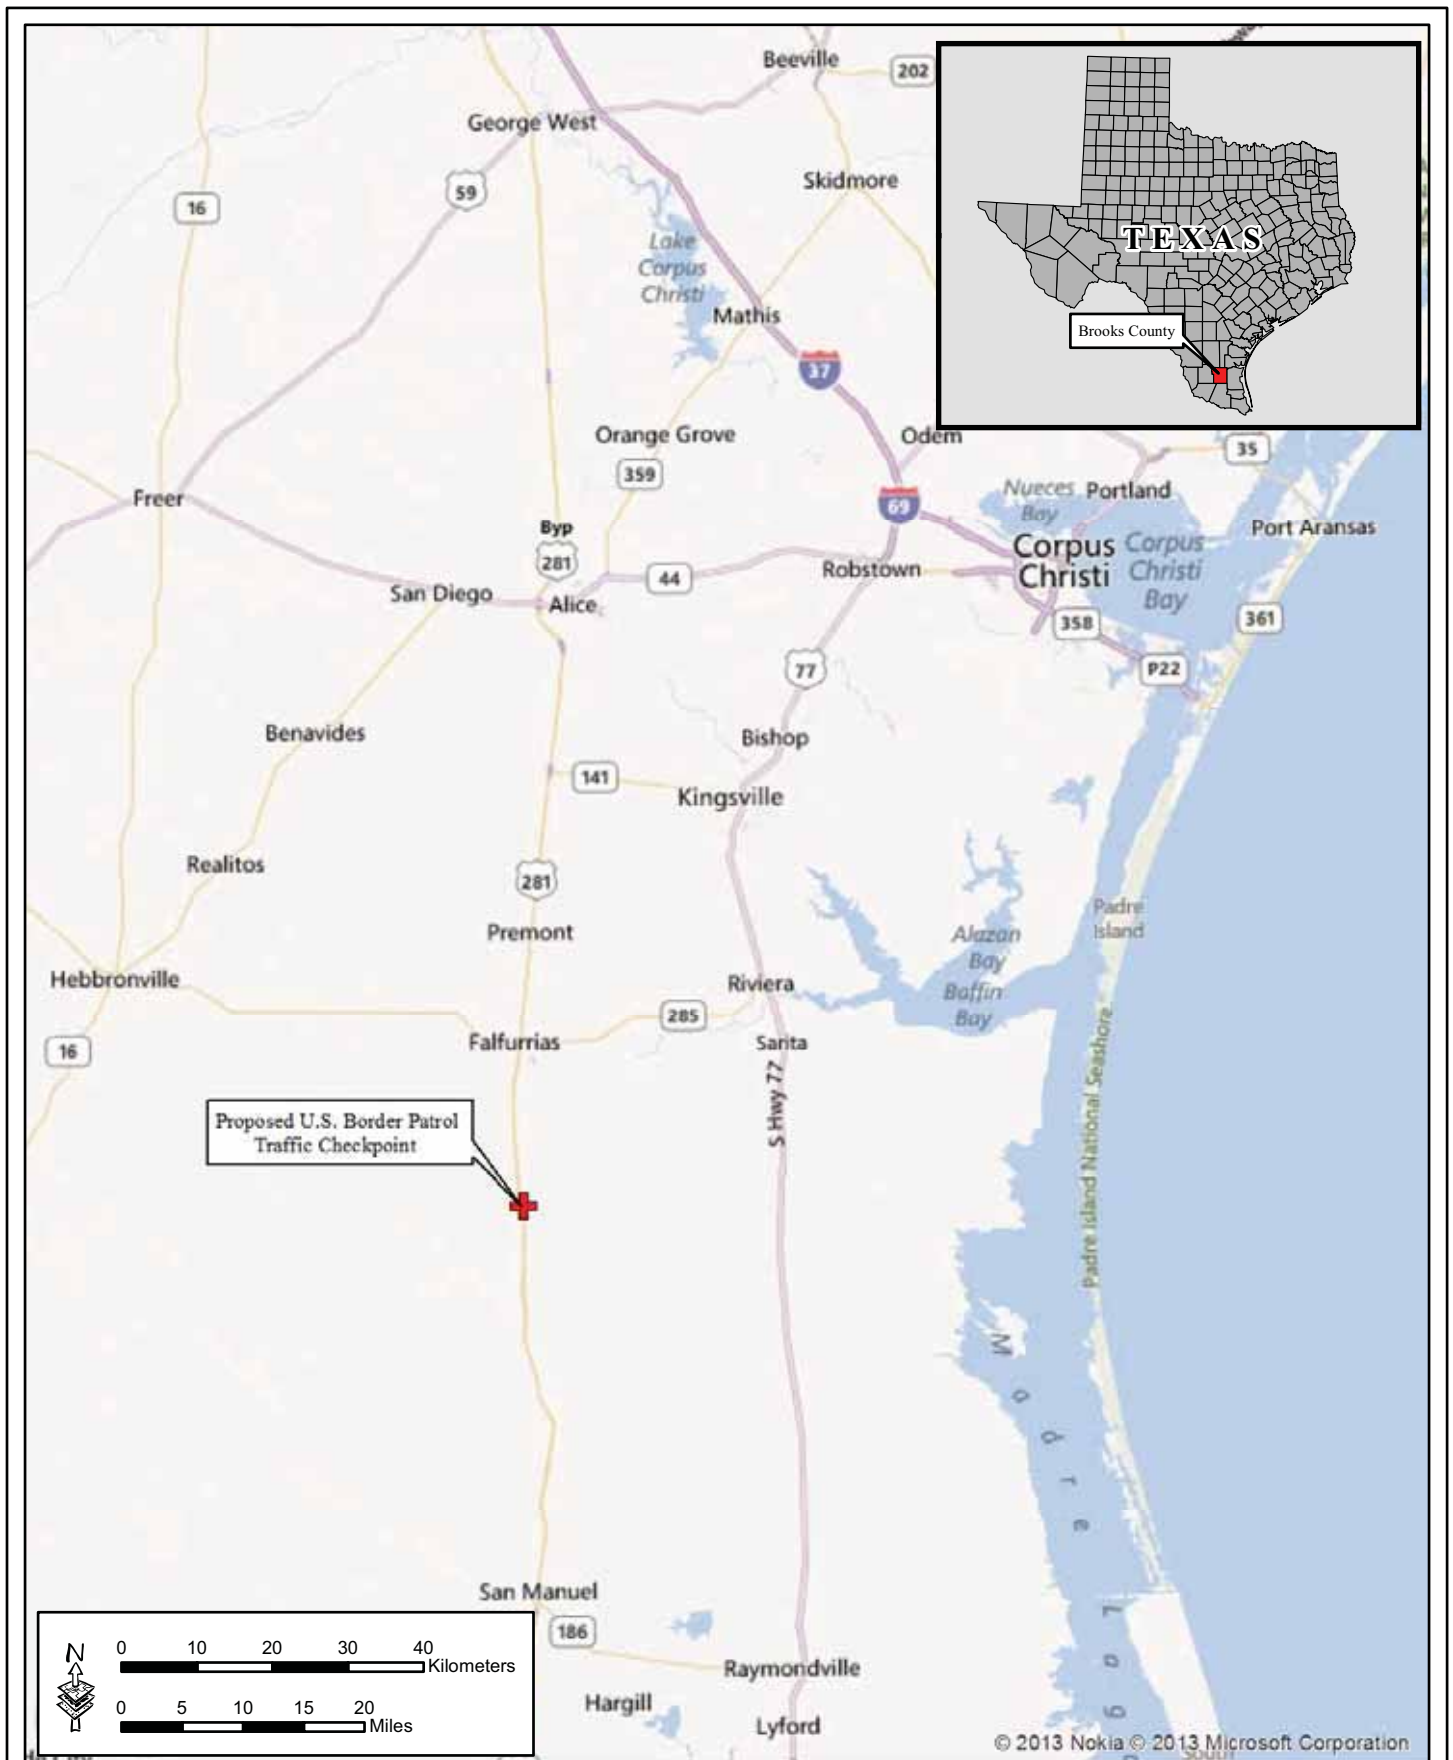 Beeville
202
George West
59
Skidmore
16
Lake
Corpus
Christi
Mathis
37
TEXAS
Brooks County
Orange Grove
Odem
359
35
Freer
69
Nueces
Bay
Portland
Port Aransas
Byp
281
Corpus
Christi
Corpus
Christi
Bay
San Diego
Alice
44
Robstown
358
361
P22
77
Benavides
Bishop
141
Kingsville
Realitos
281
Premont
Padre
Island
Alazan
Bay
Baffin
Bay
Hebbronville
Riviera
285
16
Falfurrias
Sarita
S Hwy 77
Padre Island National Seashore
Proposed U.S. Border Patrol
Traffic Checkpoint
Madre
San Manuel
186
Raymondville
Hargill
Lyford
N
0 10 20 30 40
Kilometers
0 5 10 15 20
Miles
© 2013 Nokia © 2013 Microsoft Corporation